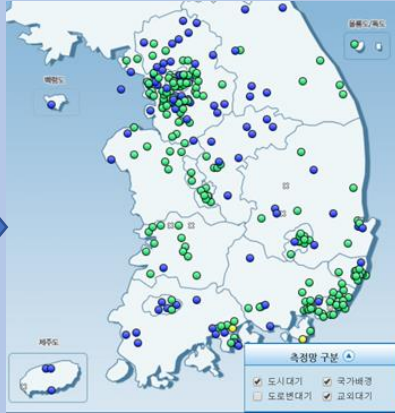 울릉도/독도
백령도
제주도
측정망 구분
도시대기 국가배경
도로변대기 교외대기